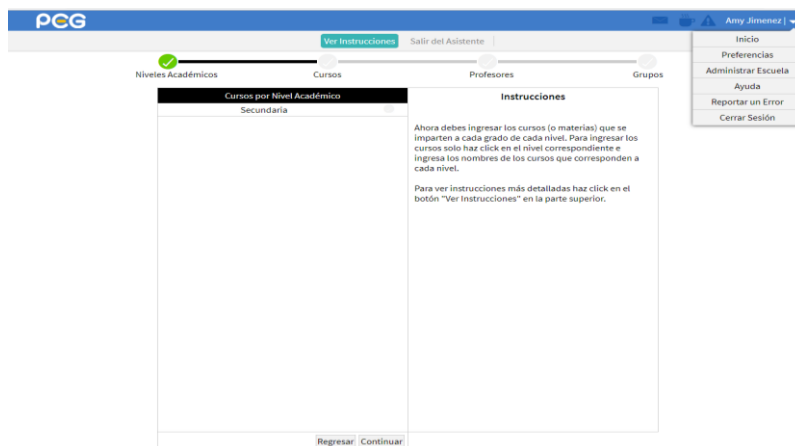 PEG
Amy Jimenez |
Ver Instrucciones Salir del Asistente |
Inicio
Preferencias
Administrar Escuela
Ayuda
Reportar un Error
Cerrar Sesión
Niveles Académicos Cursos Profesores Grupos
Cursos por Nivel Académico
Secundaria
Instrucciones
Ahora debes ingresar los cursos (o materias) que se
imparten a cada grado de cada nivel. Para ingresar los
cursos solo haz click en el nivel correspondiente e
ingresa los nombres de los cursos que corresponden a
cada nivel.
Para ver instrucciones más detalladas haz click en el
botón "Ver Instrucciones" en la parte superior.
Regresar Continuar